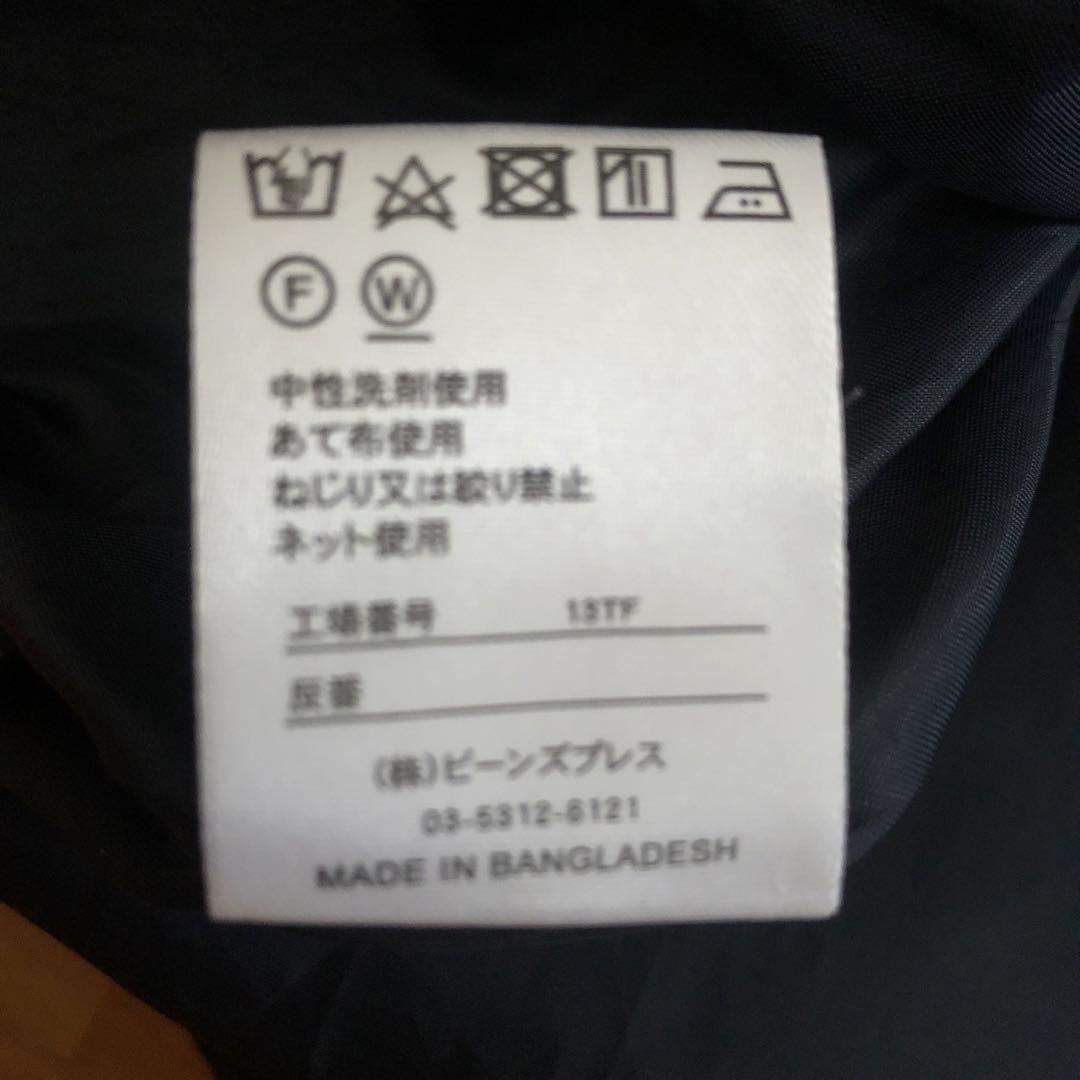 F W
中性洗剤使用
あて布使用
ねじり又は絞り禁止
ネット使用
工場番号 13TF
反番
(株)ビーンズプレス
03-5312-6121
MADE IN BANGLADESH